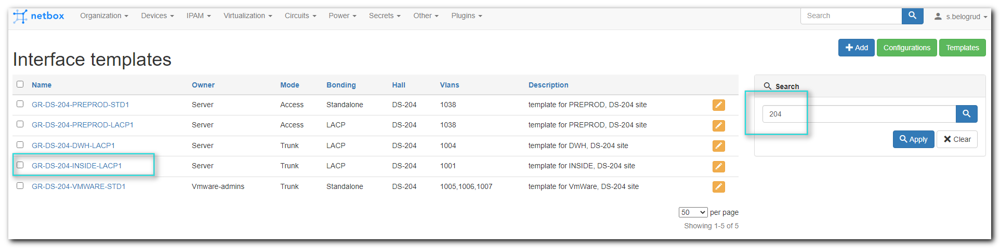 netbox Organization Devices IPAM Virtualization Circuits Power Secrets Other Plugins Search s.belogrud
Add Configurations Templates
Interface templates
Name Owner Mode Bonding Hall Vlans Description
GR-DS-204-PREPROD-STD1 Server Access Standalone DS-204 1038 template for PREPROD, DS-204 site
GR-DS-204-PREPROD-LACP1 Server Access LACP DS-204 1038 template for PREPROD, DS-204 site
GR-DS-204-DWH-LACP1 Server Trunk LACP DS-204 1004 template for DWH, DS-204 site
GR-DS-204-INSIDE-LACP1 Server Trunk LACP DS-204 1001 template for INSIDE, DS-204 site
GR-DS-204-VMWARE-STD1 Vmware-admins Trunk Standalone DS-204 1005,1006,1007 template for VmWare, DS-204 site
50 per page
Showing 1-5 of 5
Search
204
Apply Clear